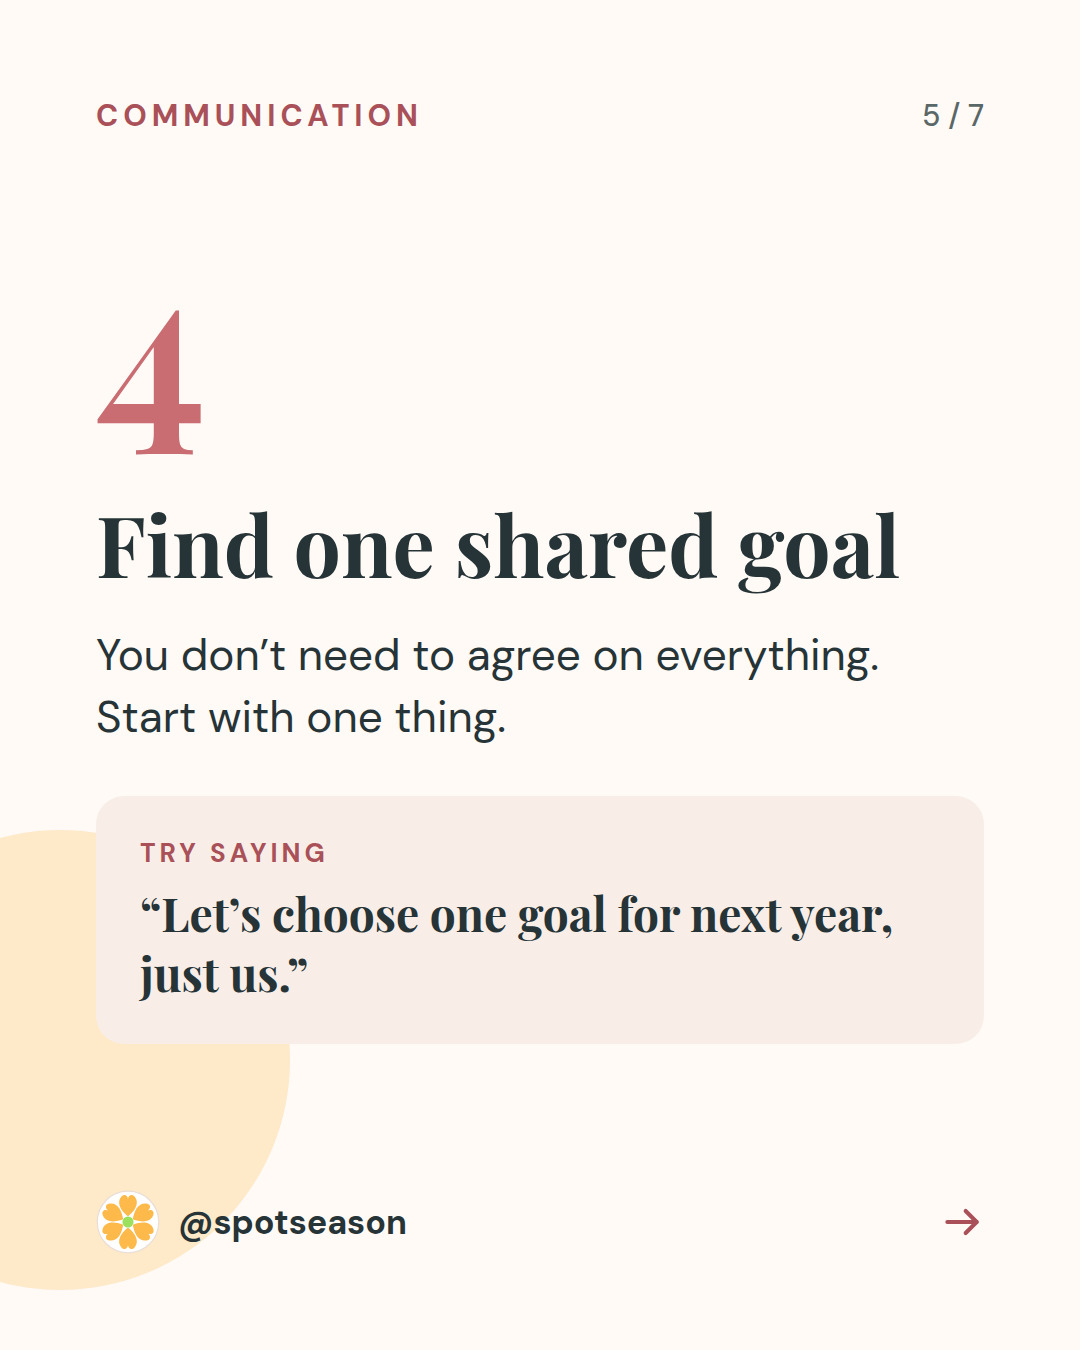 COMMUNICATION
5 / 7
4
Find one shared goal
You don’t need to agree on everything.
Start with one thing.
TRY SAYING
“Let’s choose one goal for next year,
just us.”
@spotseason